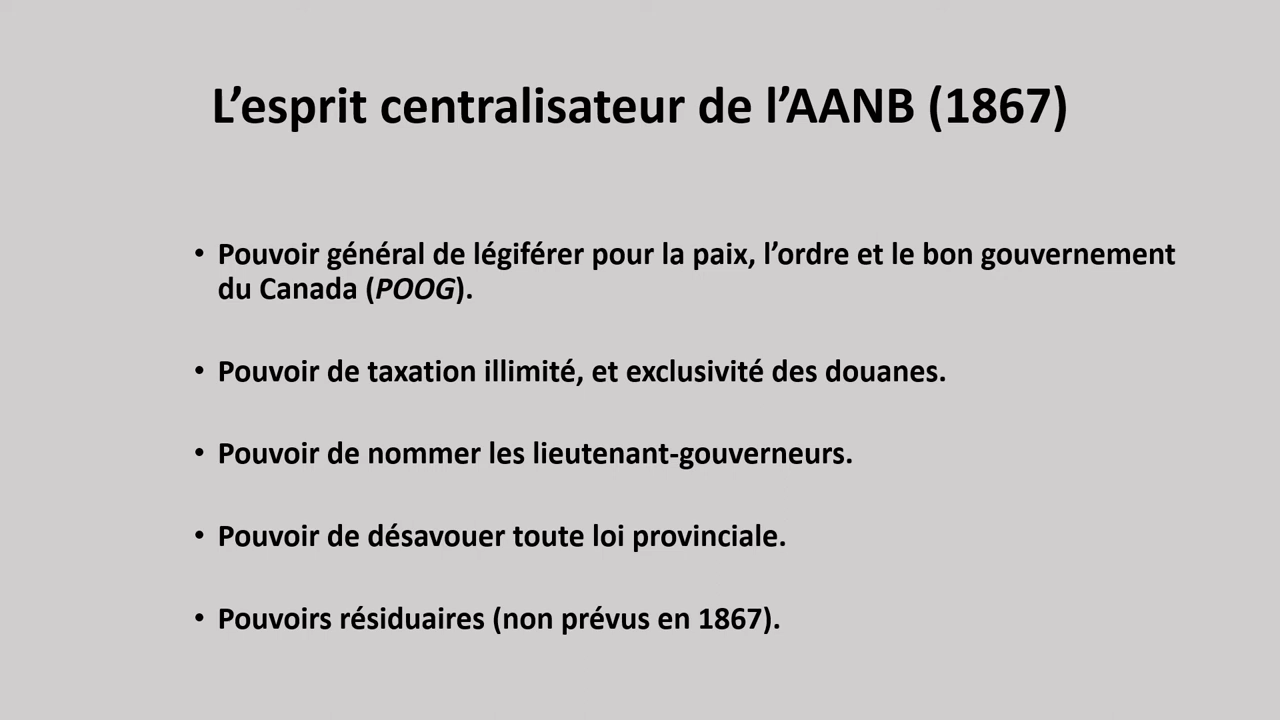 L’esprit centralisateur de l’AANB (1867)
• Pouvoir général de légiférer pour la paix, l’ordre et le bon gouvernement
du Canada (POOG).
• Pouvoir de taxation illimité, et exclusivité des douanes.
• Pouvoir de nommer les lieutenant-gouverneurs.
• Pouvoir de désavouer toute loi provinciale.
• Pouvoirs résiduaires (non prévus en 1867).